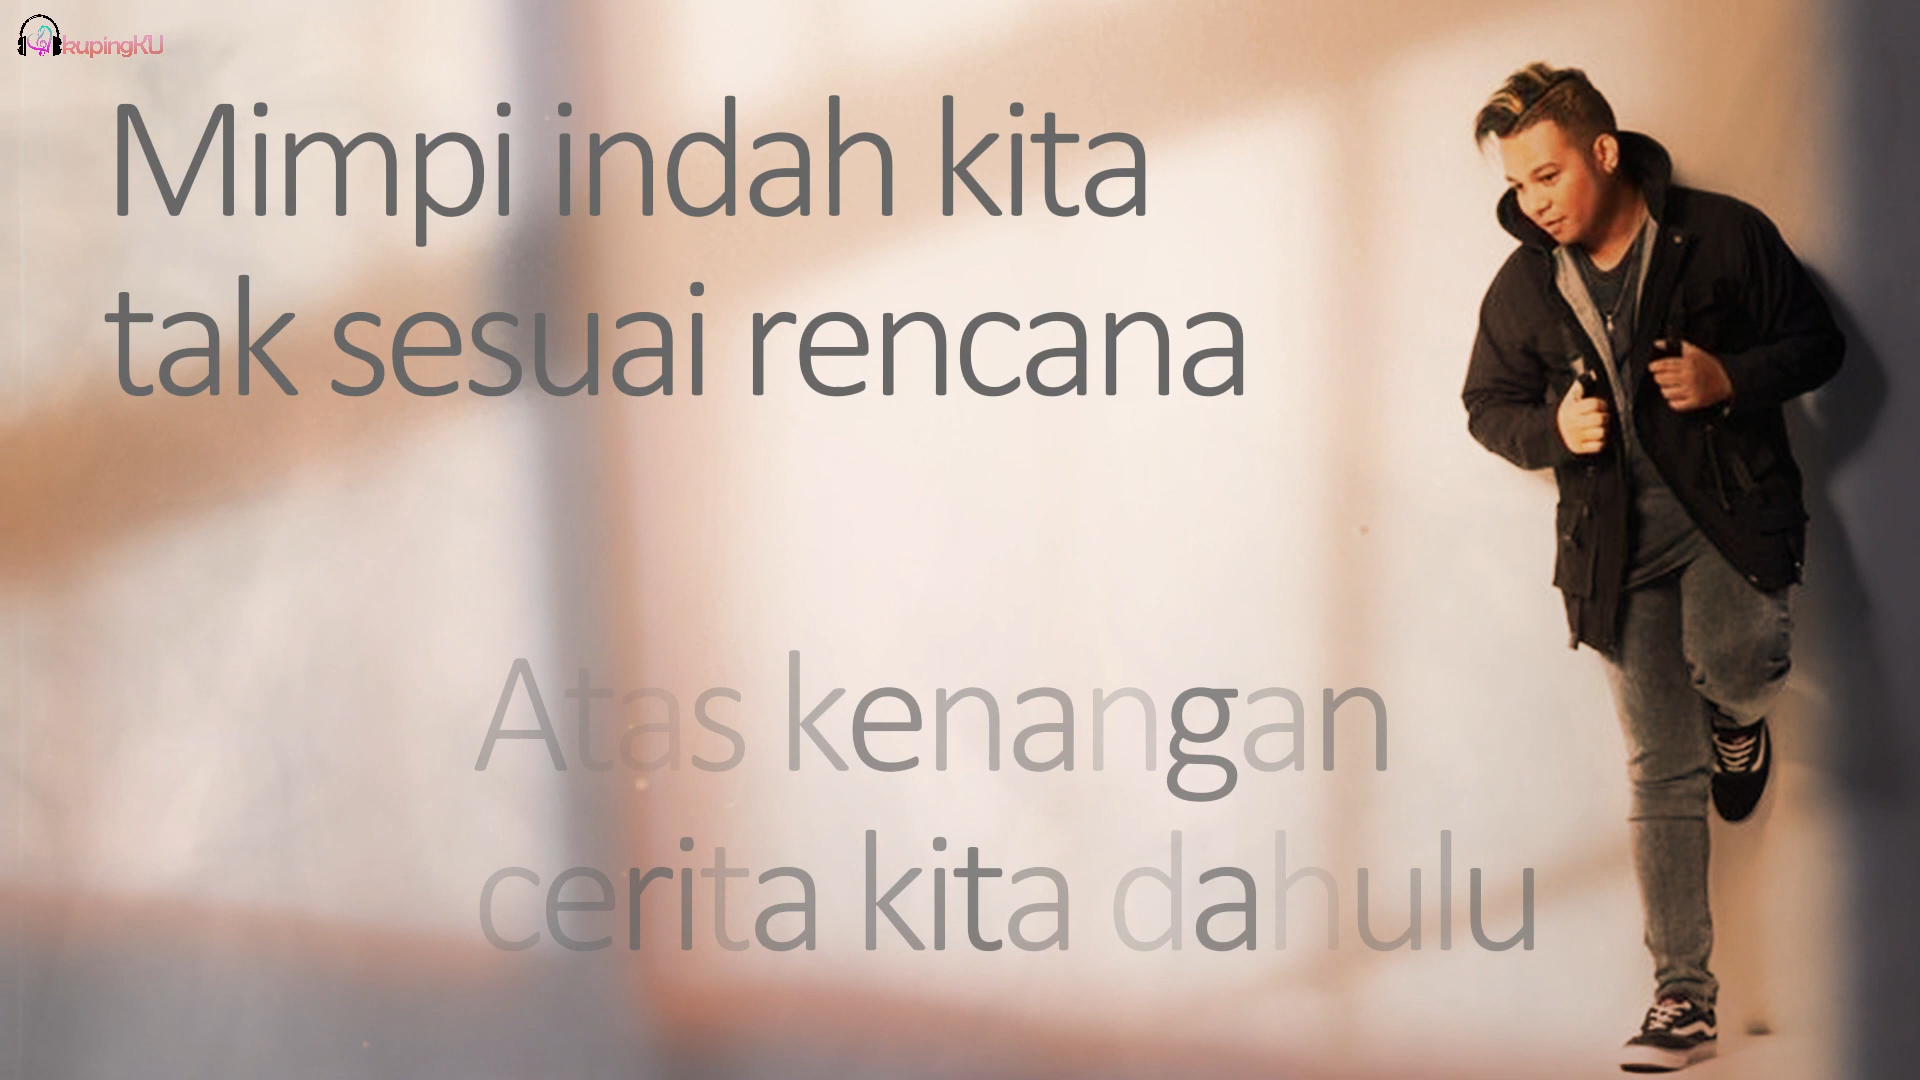 kupingKU
Mimpi indah kita
tak sesuai rencana
Atas kenangan
cerita kita dahulu